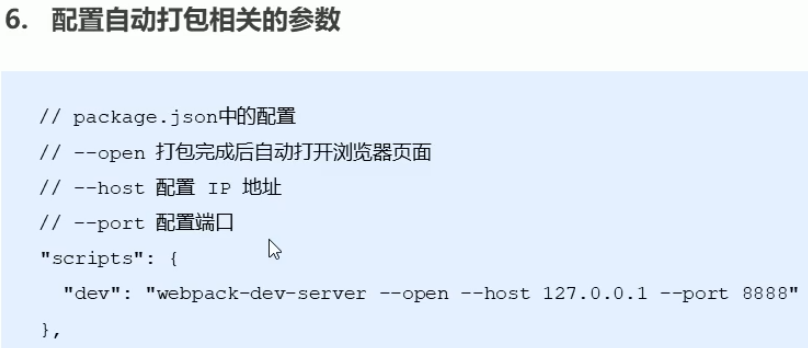 6. 配置自动打包相关的参数
// package.json中的配置
// --open 打包完成后自动打开浏览器页面
// --host 配置 IP 地址
// --port 配置端口
"scripts": {
"dev": "webpack-dev-server --open --host 127.0.0.1 --port 8888"
},